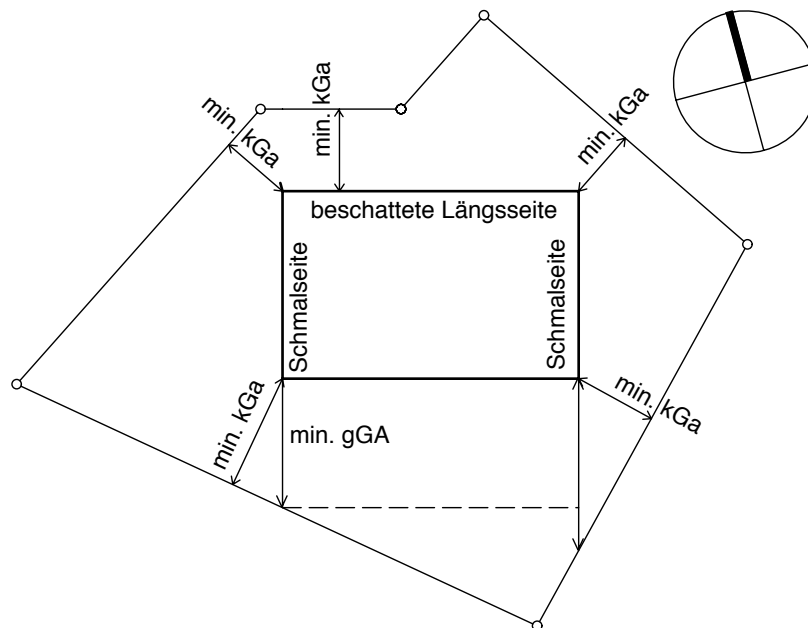 min. kGa
min. kGa
min. kGa
beschattete Längsseite
Schmalseite
Schmalseite
min. kGa
min. gGA
min. kGa